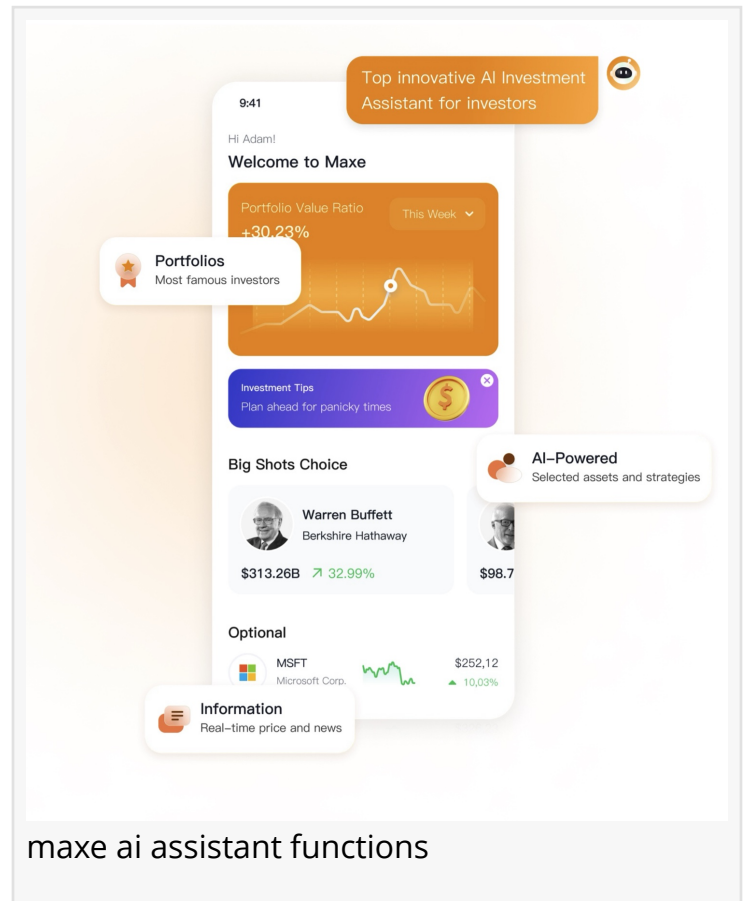 Top innovative AI Investment
Assistant for investors
9:41
Hi Adam!
Welcome to Maxe
Portfolio Value Ratio
This Week
+30.23%
Portfolios
Most famous investors
Investment Tips
Plan ahead for panicky times
Big Shots Choice
AI-Powered
Selected assets and strategies
Warren Buffett
Berkshire Hathaway
$313.26B
32.99%
$98.7
Optional
MSFT
Microsoft Corp.
$252,12
10,03%
Information
Real-time price and news
maxe ai assistant functions